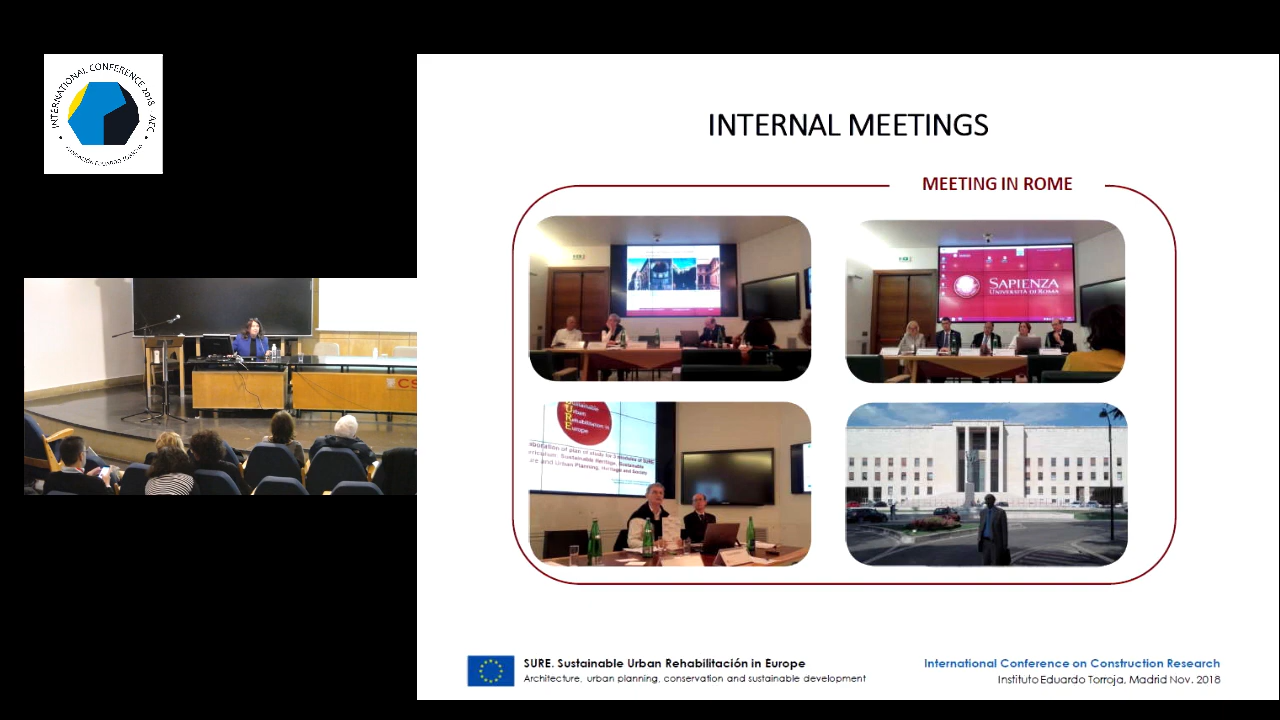 INTERNATIONAL CONFERENCE 2018 AEC
INTERNAL MEETINGS
MEETING IN ROME
SAPIENZA
UNIVERSITÀ DI ROMA
CS
Urban
Rehabilitation in
Europe
SURE. Sustainable Urban Rehabilitación in Europe
Architecture, urban planning, conservation and sustainable development
International Conference on Construction Research
Instituto Eduardo Torroja. Madrid Nov. 2018